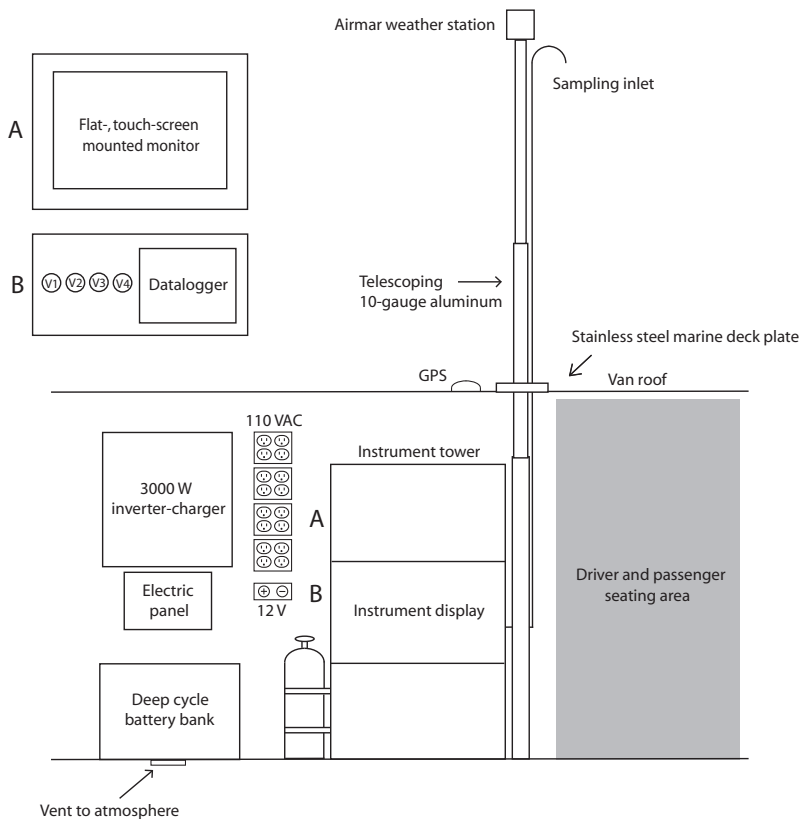 Airmar weather station
Sampling inlet
A
Flat-, touch-screen
mounted monitor
B
V1 V2 V3 V4
Datalogger
Telescoping
10-gauge aluminum
Stainless steel marine deck plate
GPS
Van roof
110 VAC
3000 W
inverter-charger
Instrument tower
A
Electric
panel
12 V
B
Instrument display
Driver and passenger
seating area
Deep cycle
battery bank
Vent to atmosphere